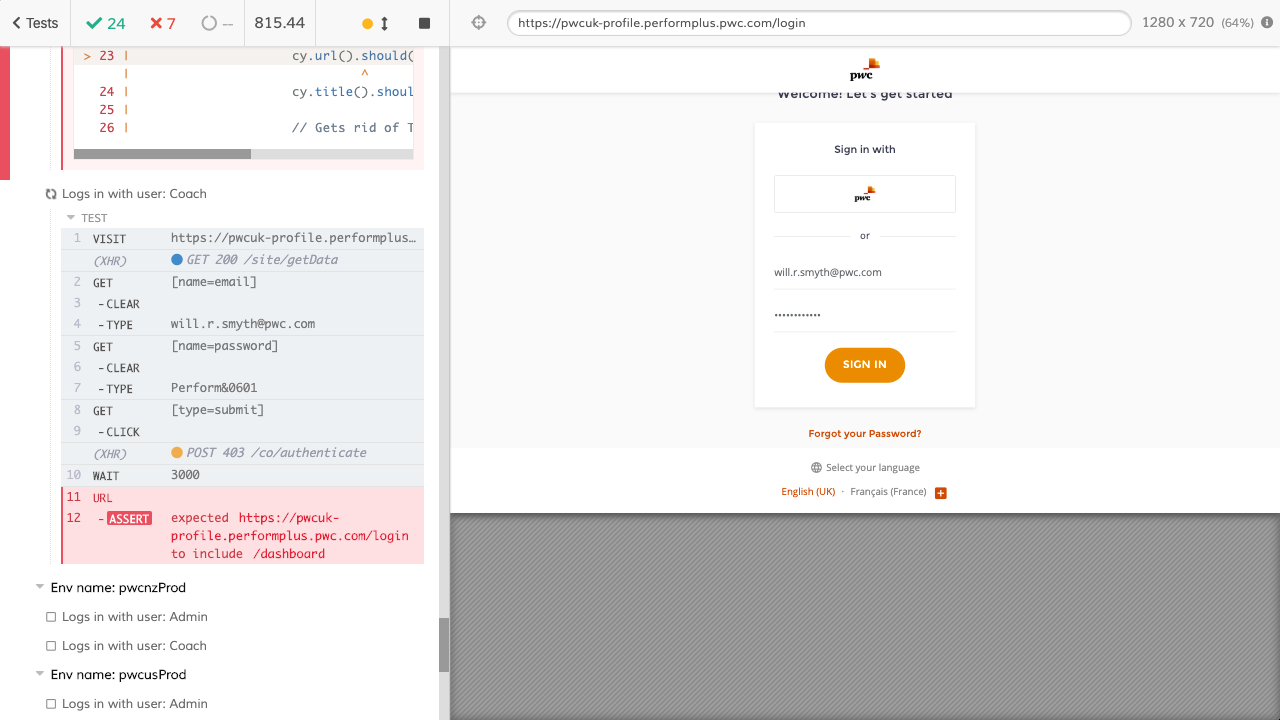 Tests
24
7
--
815.44
https://pwcuk-profile.performplus.pwc.com/login
1280 x 720 (64%)
> 23 | cy.url().should(
| ^
24 | cy.title().shoul
25 |
26 | // Gets rid of T
Logs in with user: Coach
TEST
1 VISIT https://pwcuk-profile.performplus…
(XHR) GET 200 /site/getData
2 GET [name=email]
3 - CLEAR
4 - TYPE will.r.smyth@pwc.com
5 GET [name=password]
6 - CLEAR
7 - TYPE Perform&0601
8 GET [type=submit]
9 - CLICK
(XHR) POST 403 /co/authenticate
10 WAIT 3000
11 URL
12 - ASSERT expected https://pwcuk-
profile.performplus.pwc.com/login
to include /dashboard
Env name: pwcnzProd
Logs in with user: Admin
Logs in with user: Coach
Env name: pwcusProd
Logs in with user: Admin
pwc
Welcome! Let's get started
Sign in with
pwc
or
will.r.smyth@pwc.com
••••••••••••
SIGN IN
Forgot your Password?
Select your language
English (UK) · Français (France) +